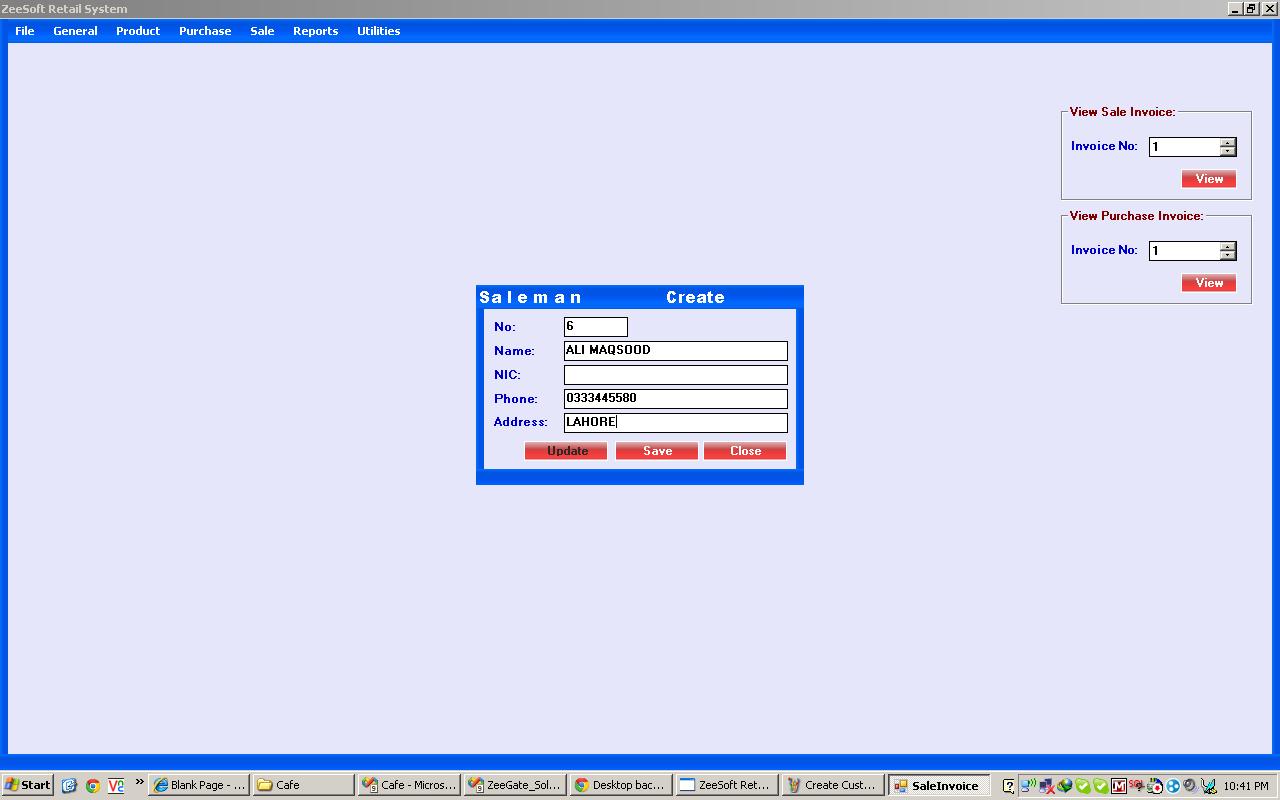 ZeeSoft Retail System
File General Product Purchase Sale Reports Utilities
View Sale Invoice:
Invoice No: 1
View
View Purchase Invoice:
Invoice No: 1
View
Saleman Create
No: 6
Name: ALI MAQSOOD
NIC:
Phone: 0333445580
Address: LAHORE
Update Save Close
Start » Blank Page - ... Cafe Cafe - Micros... ZeeGate_Sol... Desktop bac... ZeeSoft Ret... Create Cust... SaleInvoice 10:41 PM